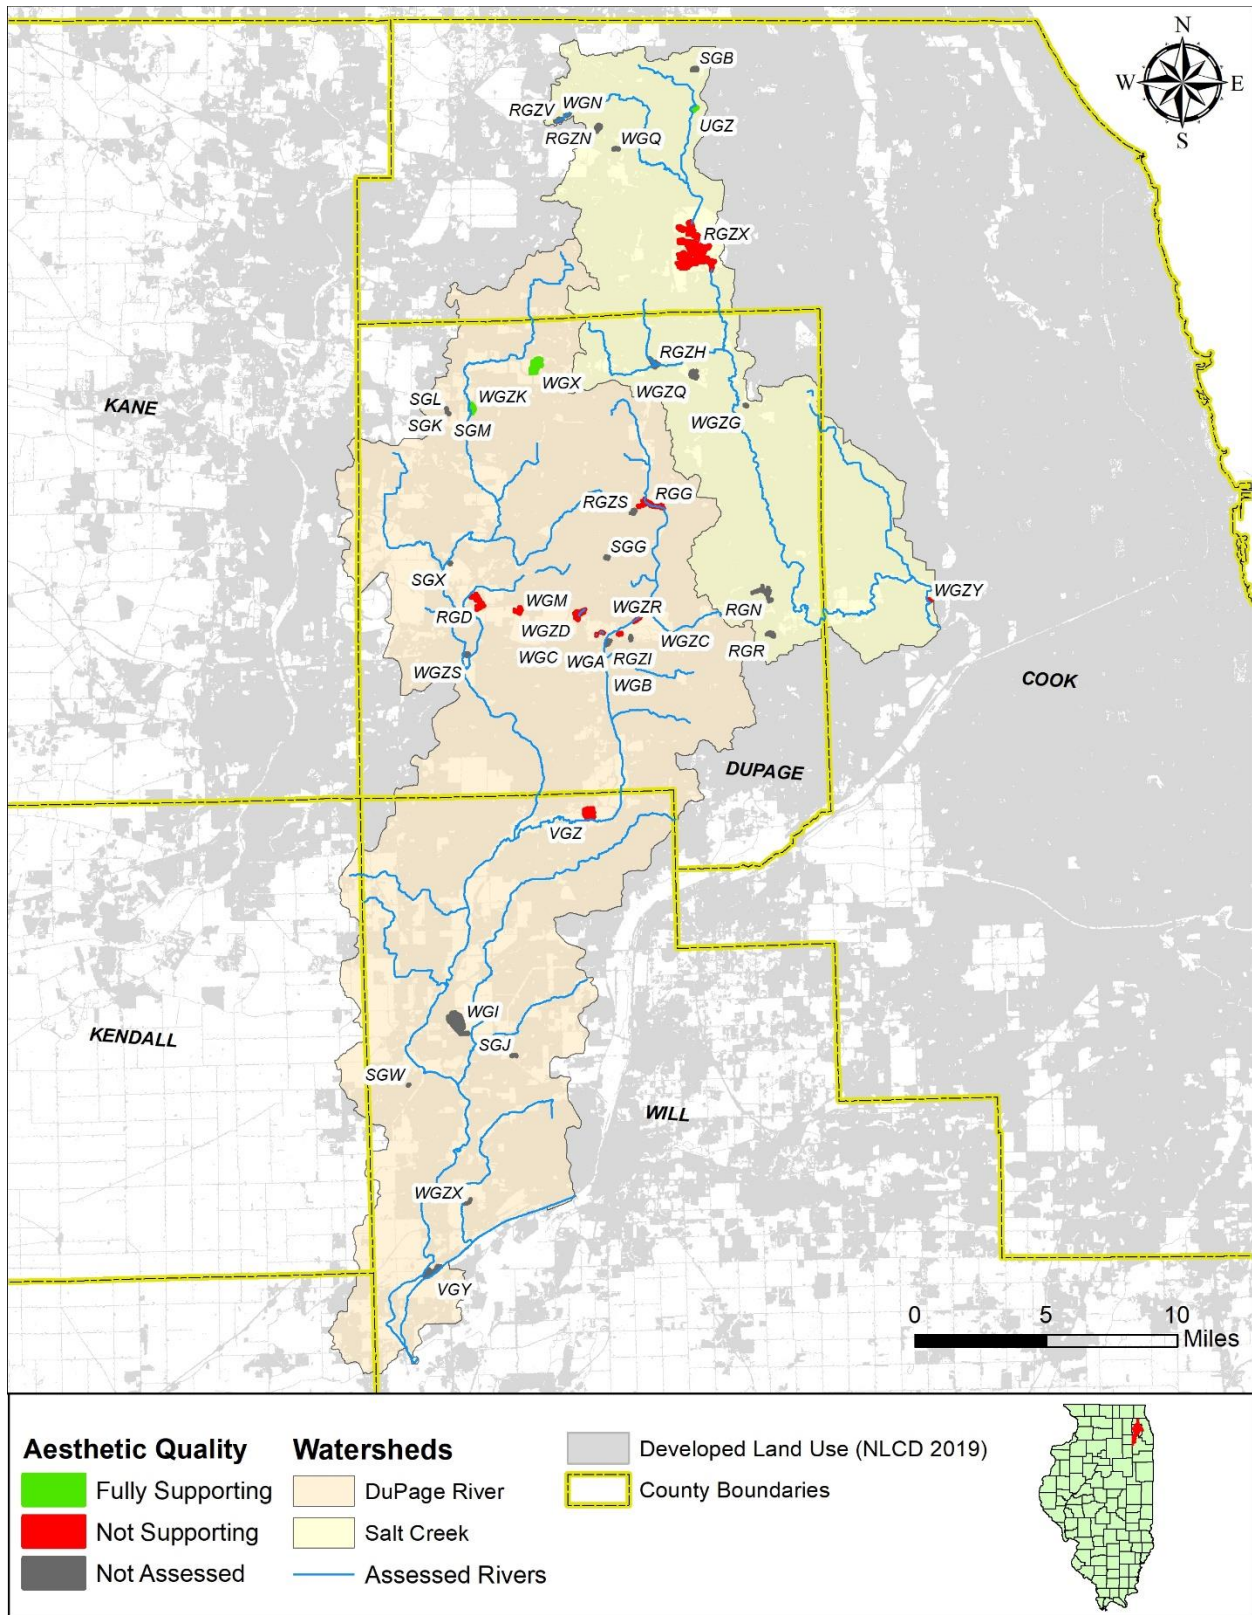 N
W E
S
SGB
RGZV WGN
UGZ
RGZN WGQ
RGZX
RGZH
WGX WGZQ
KANE
SGL WGZK
SGK SGM WGZG
RGZS RGG
SGG
SGX
WGZY
WGM WGZR RGN
RGD WGZD
WGZC RGR
WGC WGA RGZI
WGZS
WGB
COOK
DUPAGE
VGZ
WGI
KENDALL
SGJ
SGW
WILL
WGZX
VGY
0 5 10
Miles
Aesthetic Quality
Fully Supporting
Not Supporting
Not Assessed
Watersheds
DuPage River
Salt Creek
Assessed Rivers
Developed Land Use (NLCD 2019)
County Boundaries